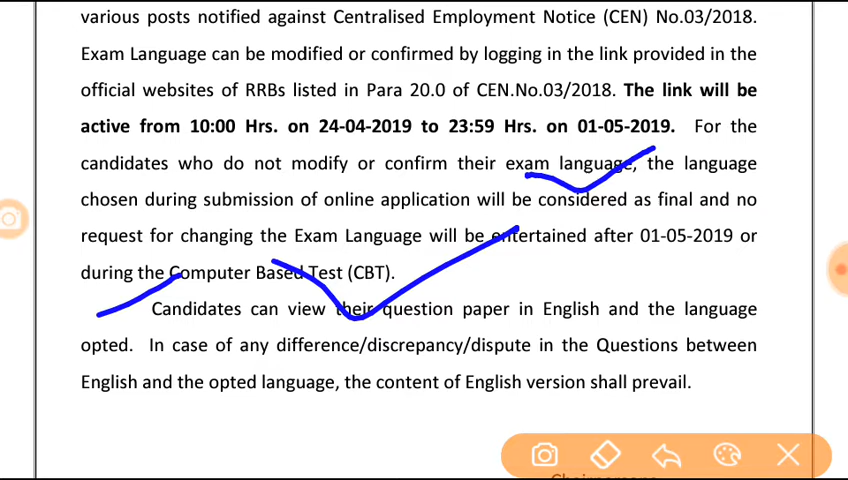 various posts notified against Centralised Employment Notice (CEN) No.03/2018.
Exam Language can be modified or confirmed by logging in the link provided in the
official websites of RRBs listed in Para 20.0 of CEN.No.03/2018. The link will be
active from 10:00 Hrs. on 24-04-2019 to 23:59 Hrs. on 01-05-2019. For the
candidates who do not modify or confirm their exam language, the language
chosen during submission of online application will be considered as final and no
request for changing the Exam Language will be entertained after 01-05-2019 or
during the Computer Based Test (CBT).
Candidates can view their question paper in English and the language
opted. In case of any difference/discrepancy/dispute in the Questions between
English and the opted language, the content of English version shall prevail.